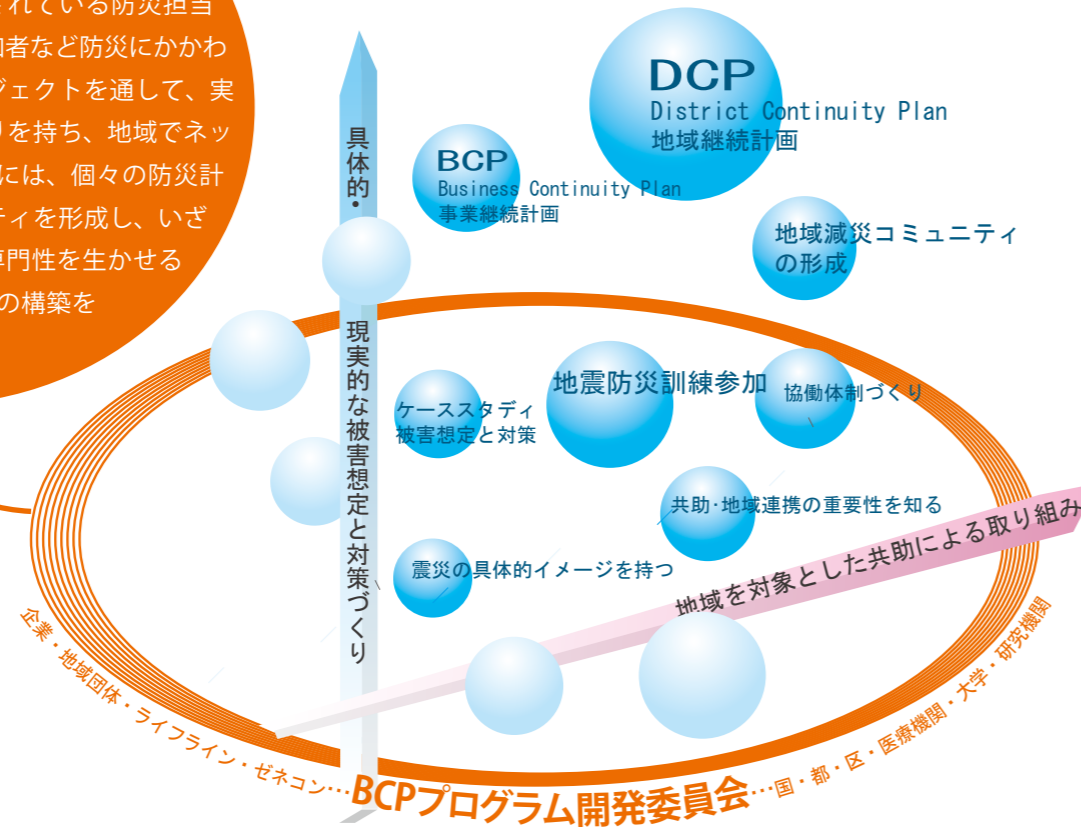 されている防災担当
者など防災にかかわ
ジェクトを通して、実
りを持ち、地域でネッ
には、個々の防災計
ティを形成し、いざ
専門性を生かせる
の構築を
DCP
District Continuity Plan
地域継続計画
BCP
Business Continuity Plan
事業継続計画
地域減災コミュニティ
の形成
具体的・現実的な被害想定と対策づくり
地震防災訓練参加
協働体制づくり
ケーススタディ
被害想定と対策
共助・地域連携の重要性を知る
震災の具体的イメージを持つ
地域を対象とした共助による取り組み
企業・地域団体・ライフライン・ゼネコン…BCPプログラム開発委員会…国・都・区・医療機関・大学・研究機関